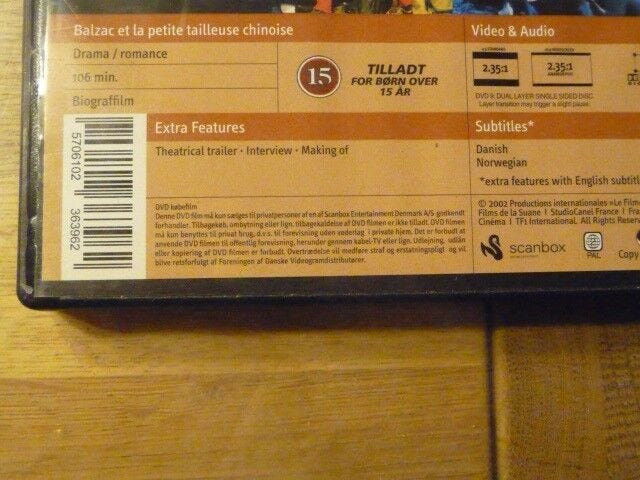 Balzac et la petite tailleuse chinoise
Drama / romance
106 min.
Biograffilm
15
TILLADT
FOR BØRN OVER
15 ÅR
Video & Audio
2.35:1
2.35:1
DVD 9: DUAL LAYER SINGLE SIDED DISC
Layer transition may trigger a slight pause.
Extra Features
Theatrical trailer · Interview · Making of
Subtitles*
Danish
Norwegian
*extra features with English subtitl
5706102
363962
DVD købefilm
Denne DVD film må kun sælges til privatpersoner af en af Scanbox Entertainment Denmark A/S godkendt
forhandler. Tilbagekøb, ombytning eller lign. tilbagekaldelse af DVD filmen er ikke tilladt. DVD filmen
må kun benyttes til privat brug, d.v.s. til forevisning uden vederlag i private hjem. Det er forbudt at
anvende DVD filmen til offentlig forevisning, herunder gennem kabel-TV eller lign. Udlejning, udlån
eller kopiering af DVD filmen er forbudt. Overtrædelse vil medføre straf og erstatningspligt og vil
blive retsforfulgt af Foreningen af Danske Videogramdistributører.
© 2002 Productions internationales »Le Film
Films de la Suane | StudioCanel France | Fran
Cinéma | TF1 International. All Rights Reserv
scanbox
PAL
Copy